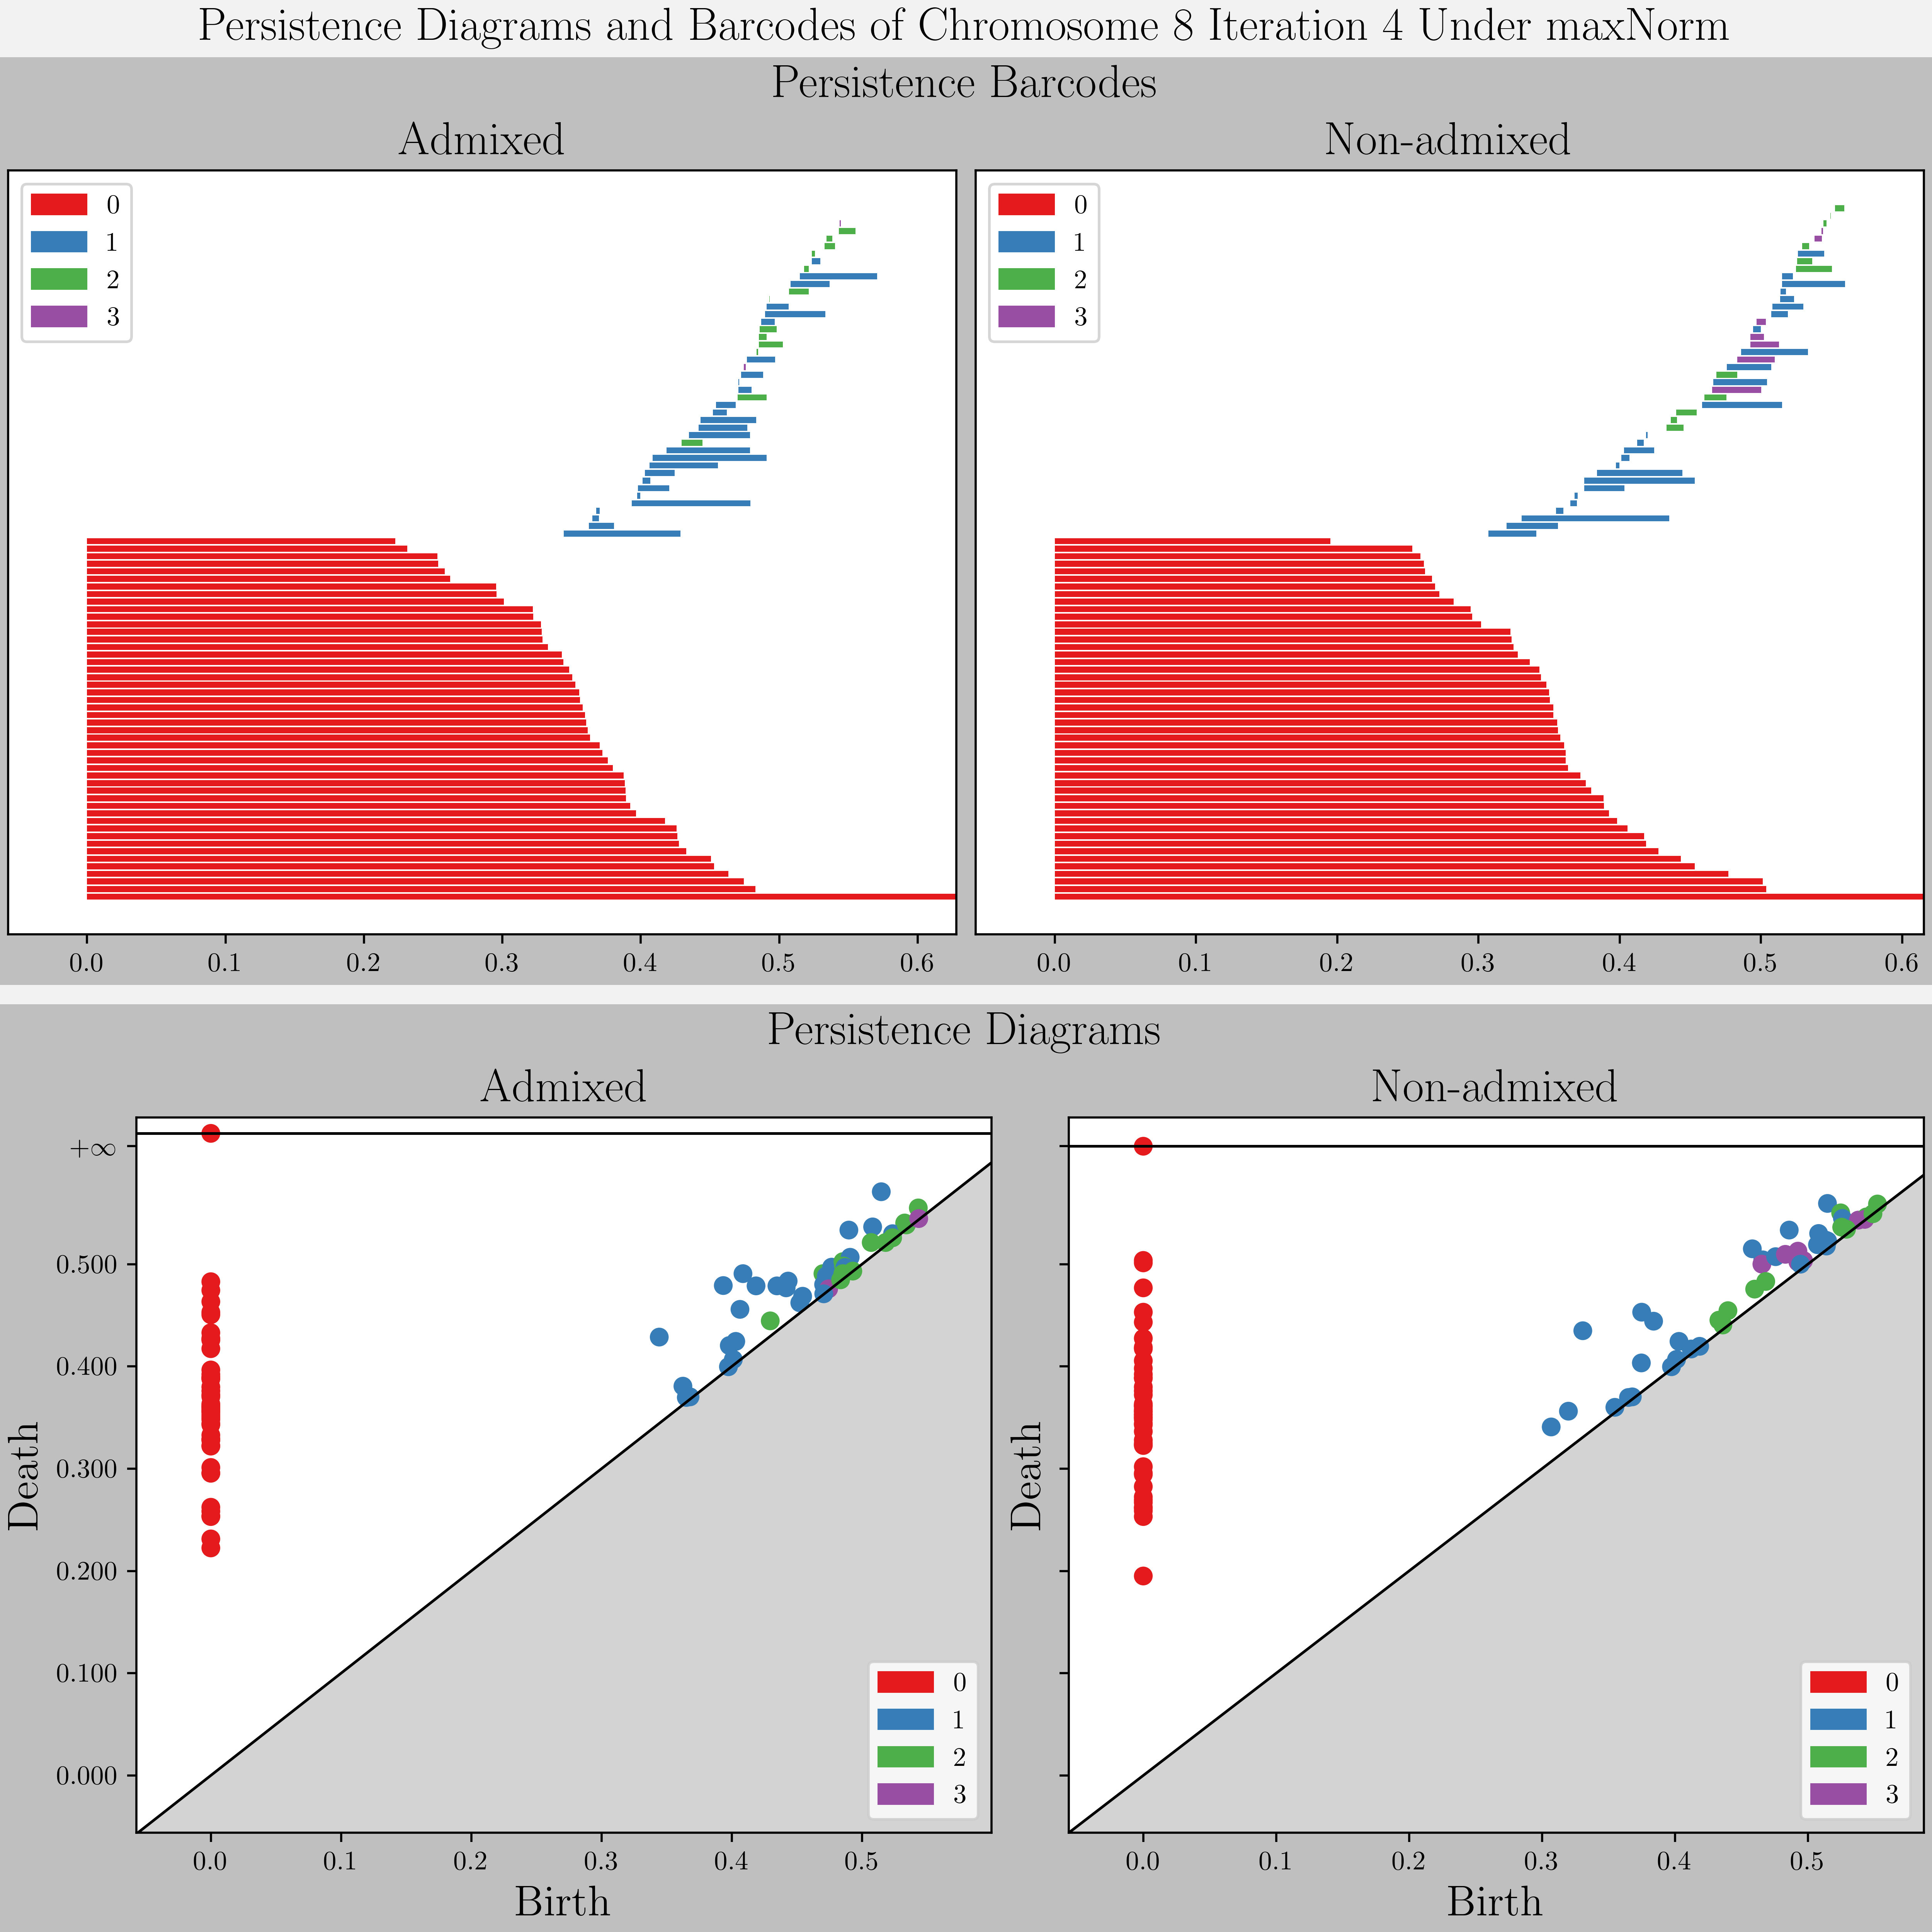 Persistence Diagrams and Barcodes of Chromosome 8 Iteration 4 Under maxNorm
Persistence Barcodes
Admixed
Non-admixed
0
1
2
3
0
1
2
3
0.0 0.1 0.2 0.3 0.4 0.5 0.6
0.0 0.1 0.2 0.3 0.4 0.5 0.6
Persistence Diagrams
Admixed
Non-admixed
+∞
0.500
0.400
0.300
0.200
0.100
0.000
Death
Death
0
1
2
3
0
1
2
3
0.0 0.1 0.2 0.3 0.4 0.5
0.0 0.1 0.2 0.3 0.4 0.5
Birth
Birth